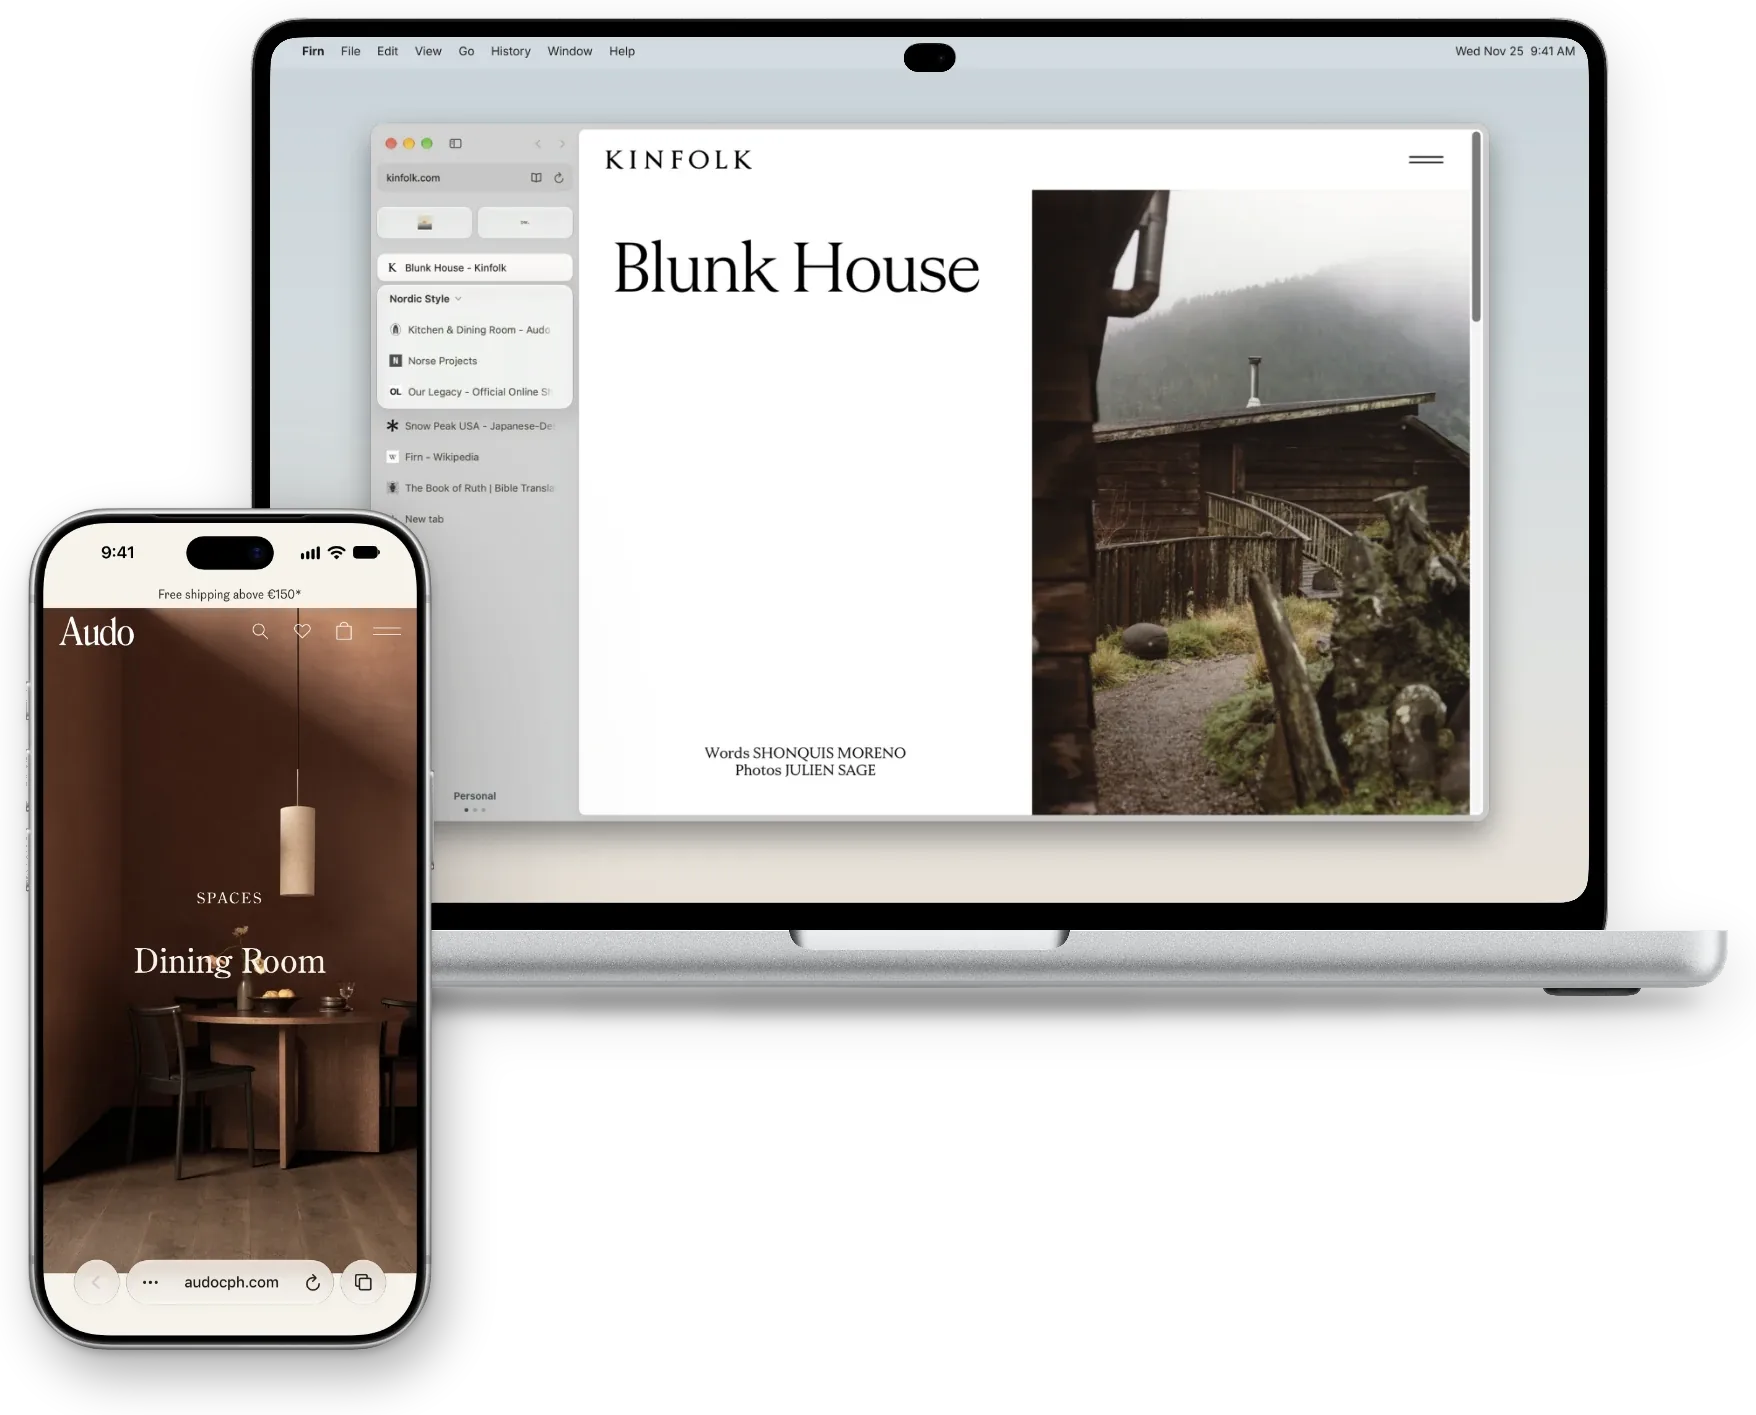 Firn File Edit View Go History Window Help
Wed Nov 25 9:41 AM
kinfolk.com
Blunk House - Kinfolk
Nordic Style
Kitchen & Dining Room - Audo
N Norse Projects
OL Our Legacy - Official Online
Snow Peak USA - Japanese-De
W Firn - Wikipedia
The Book of Ruth | Bible Transla
New tab
Personal
KINFOLK
Blunk House
Words SHONQUIS MORENO
Photos JULIEN SAGE
9:41
Free shipping above €150*
Audo
SPACES
Dining Room
audocph.com